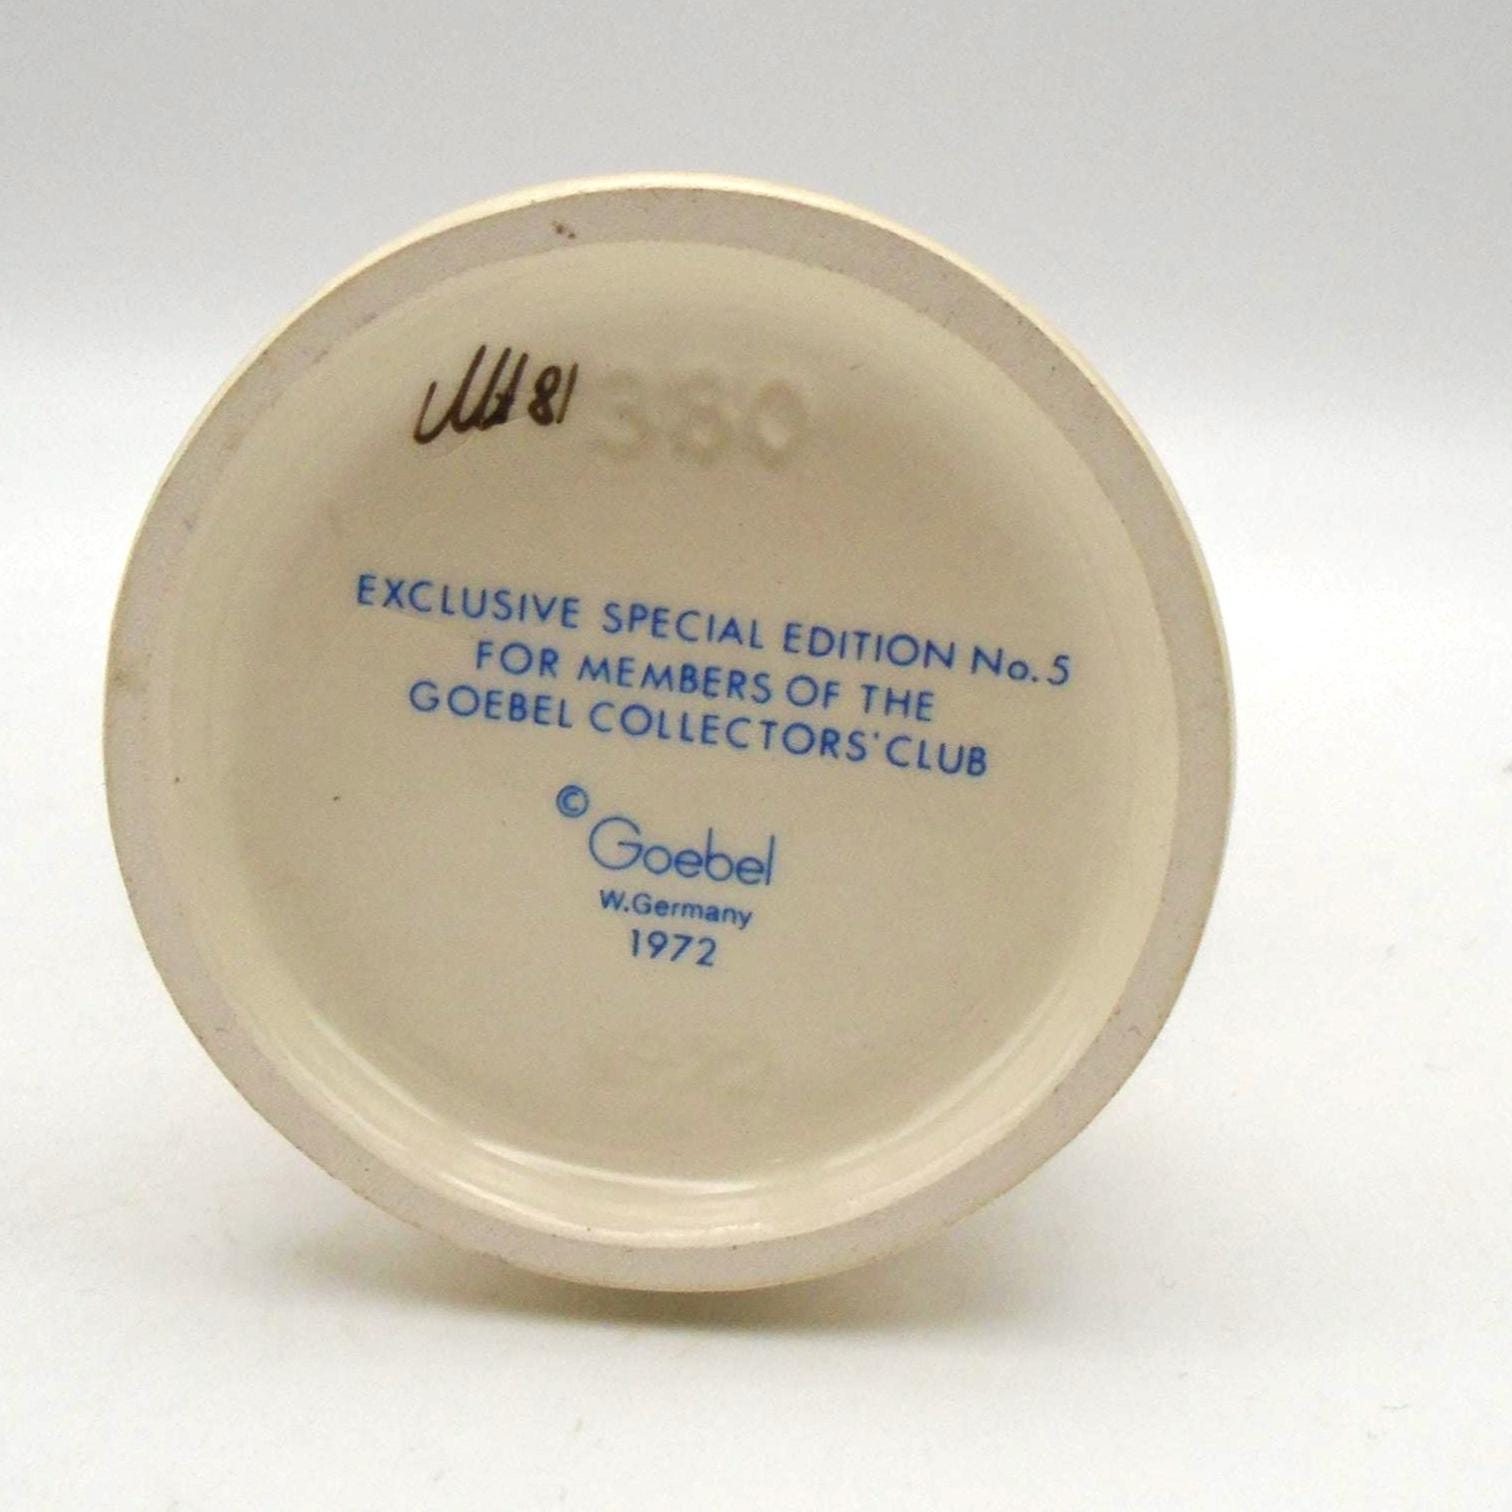 81 380
EXCLUSIVE SPECIAL EDITION No. 5
FOR MEMBERS OF THE
GOEBEL COLLECTORS' CLUB
© Goebel
W. Germany
1972